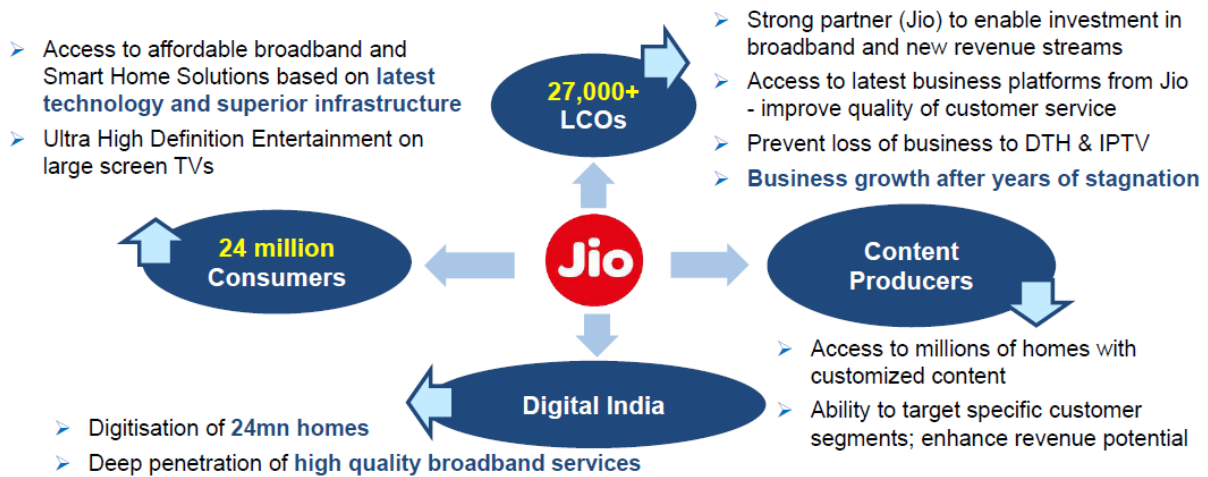 Access to affordable broadband and
Smart Home Solutions based on latest
technology and superior infrastructure
Ultra High Definition Entertainment on
large screen TVs
27,000+
LCOs
Strong partner (Jio) to enable investment in
broadband and new revenue streams
Access to latest business platforms from Jio
- improve quality of customer service
Prevent loss of business to DTH & IPTV
Business growth after years of stagnation
24 million
Consumers
Jio
Content
Producers
Access to millions of homes with
customized content
Ability to target specific customer
segments; enhance revenue potential
Digital India
Digitisation of 24mn homes
Deep penetration of high quality broadband services